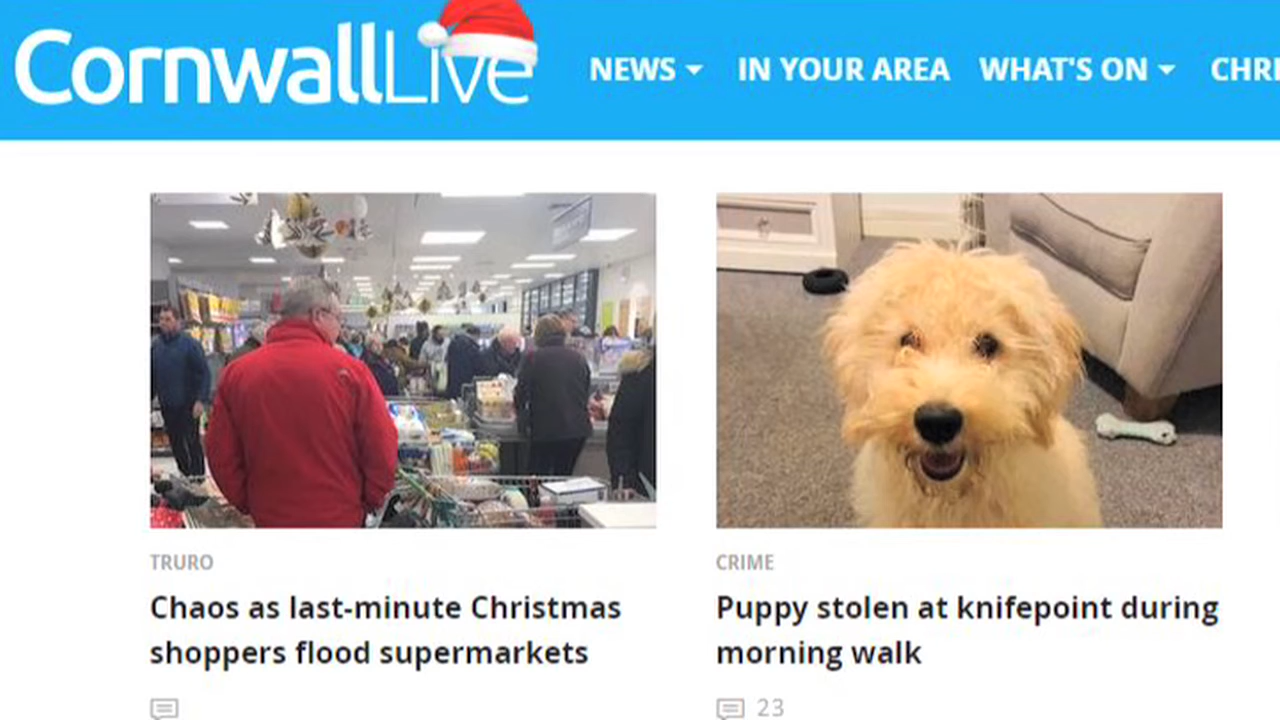 CornwallLive
NEWS IN YOUR AREA WHAT'S ON CHRI
TRURO
Chaos as last-minute Christmas
shoppers flood supermarkets
CRIME
Puppy stolen at knifepoint during
morning walk
23